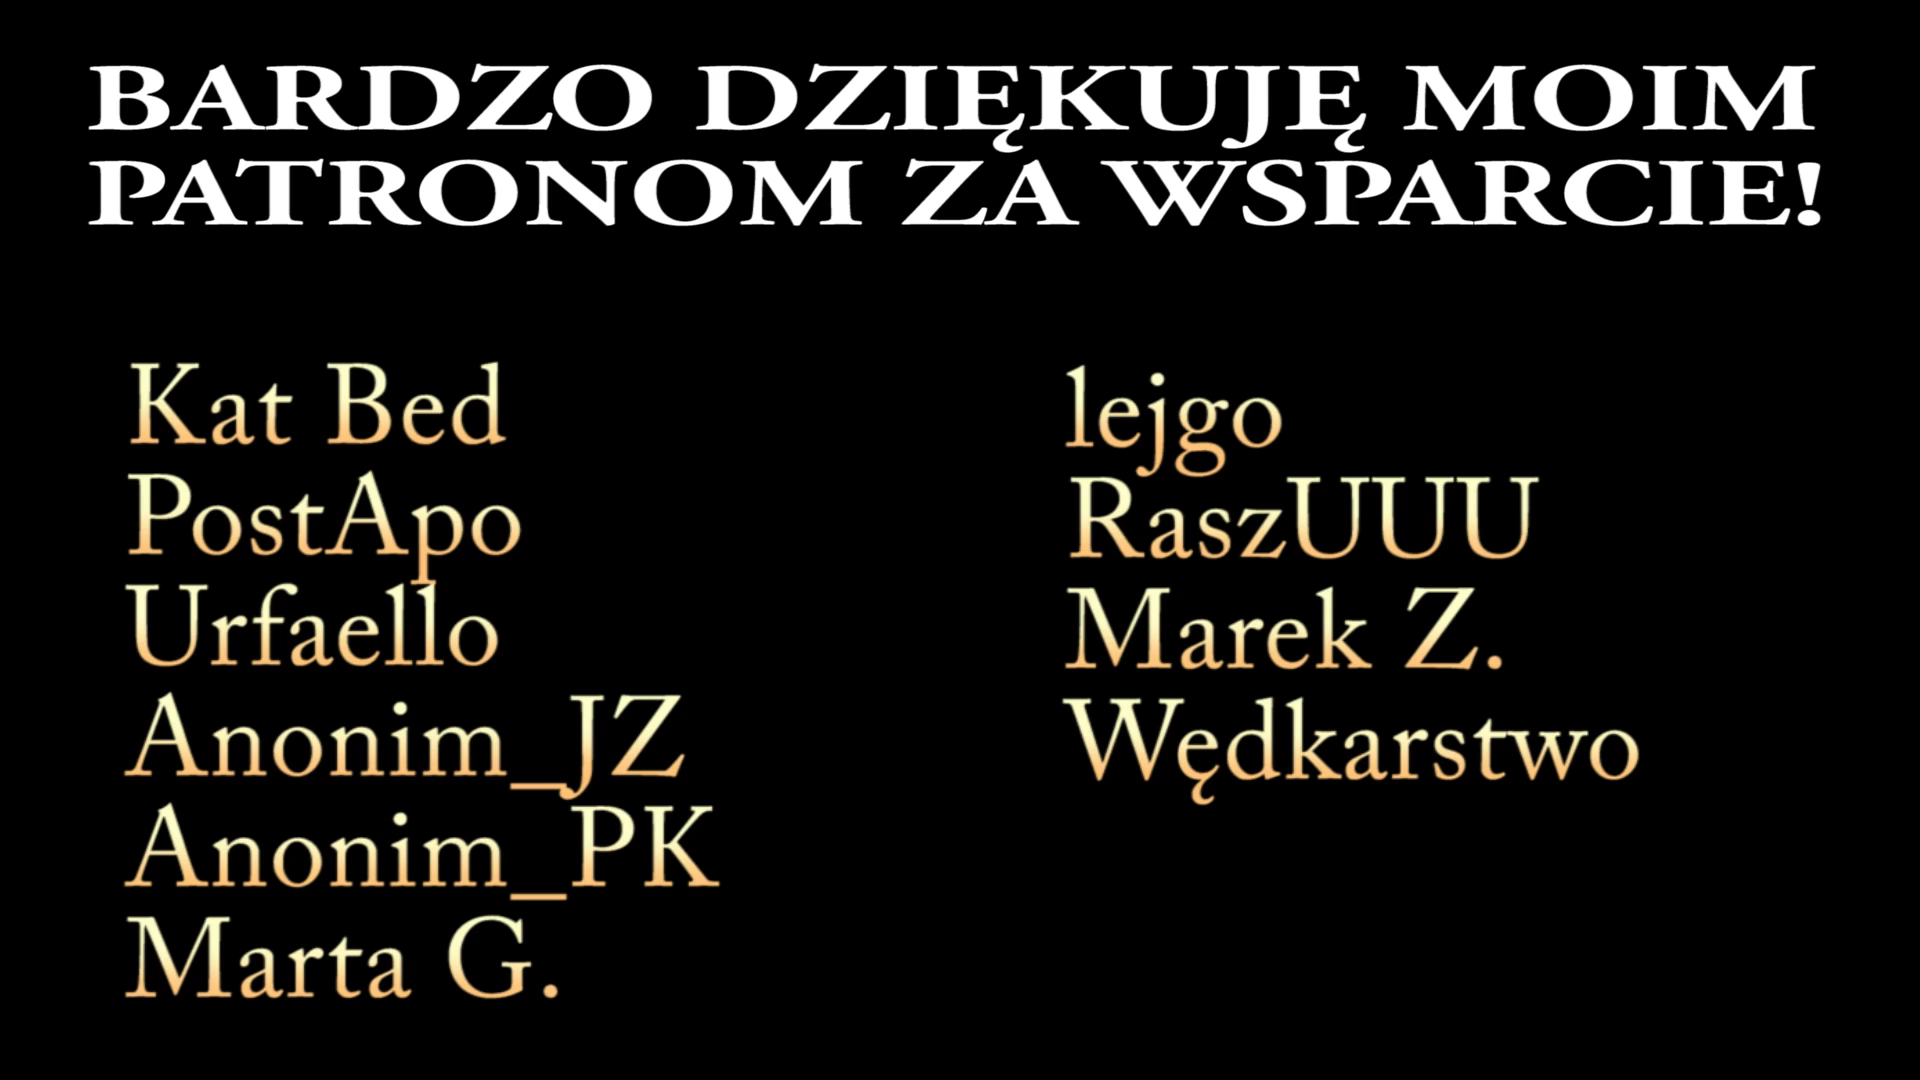 BARDZO DZIĘKUJĘ MOIM
PATRONOM ZA WSPARCIE!
Kat Bed
PostApo
Urfaello
Anonim_JZ
Anonim_PK
Marta G.
lejgo
RaszUUU
Marek Z.
Wędkarstwo